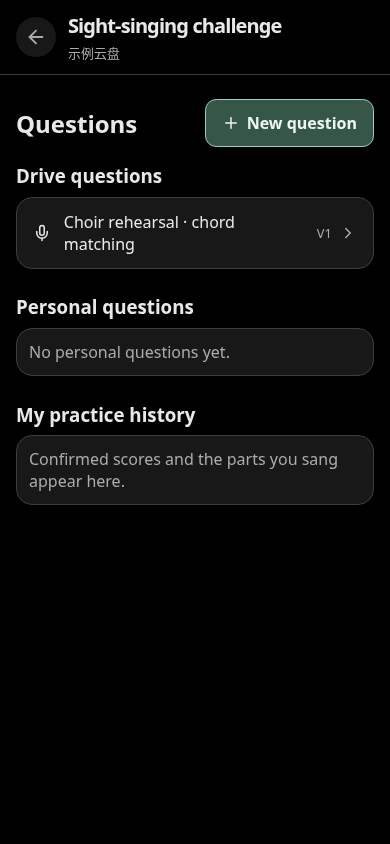 Sight-singing challenge
示例云盘
Questions
New question
Drive questions
Choir rehearsal · chord
matching
V1
Personal questions
No personal questions yet.
My practice history
Confirmed scores and the parts you sang
appear here.